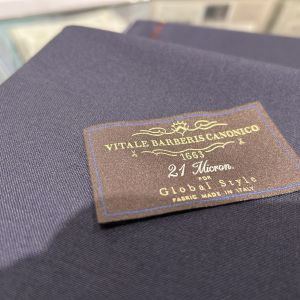 VITALE BARBERIS CANONICO
1663
21 Micron.
FOR
Global Style
FABRIC MADE IN ITALY